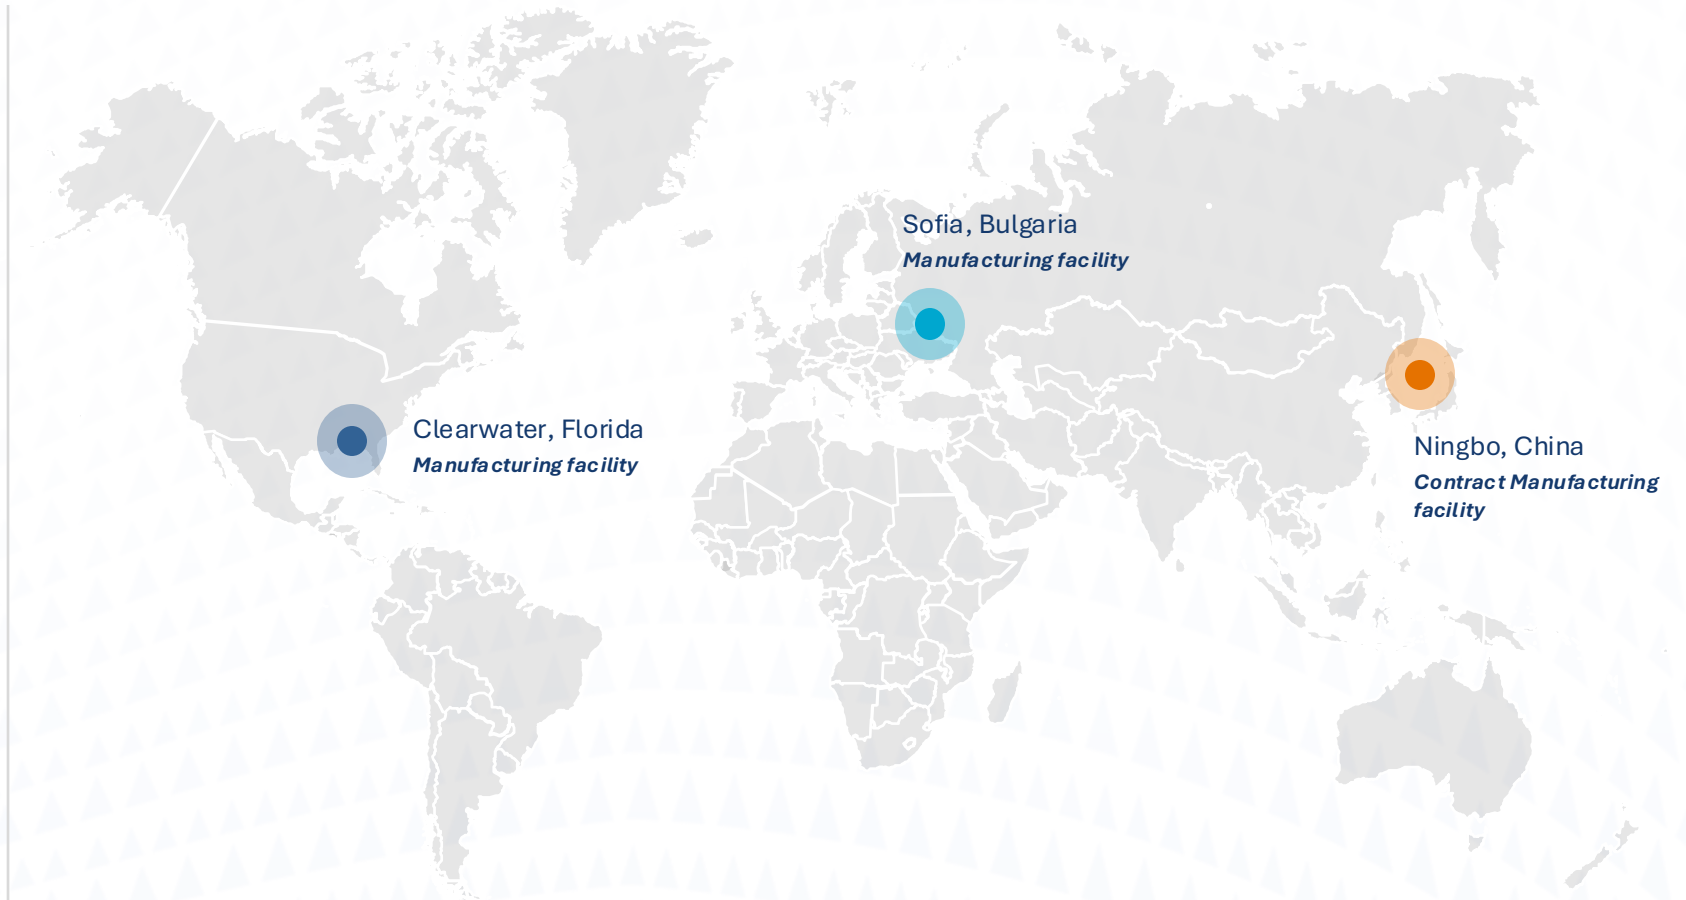 Sofia, Bulgaria
Manufacturing facility
Clearwater, Florida
Manufacturing facility
Ningbo, China
Contract Manufacturing
facility